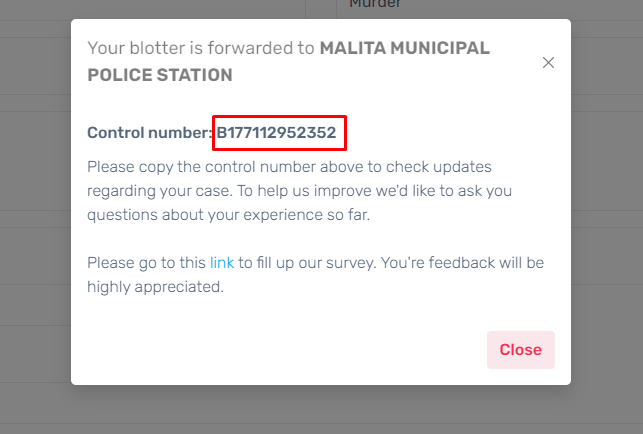 Murder
Your blotter is forwarded to MALITA MUNICIPAL
POLICE STATION
Control number: B177112952352
Please copy the control number above to check updates
regarding your case. To help us improve we'd like to ask you
questions about your experience so far.
Please go to this link to fill up our survey. You're feedback will be
highly appreciated.
Close